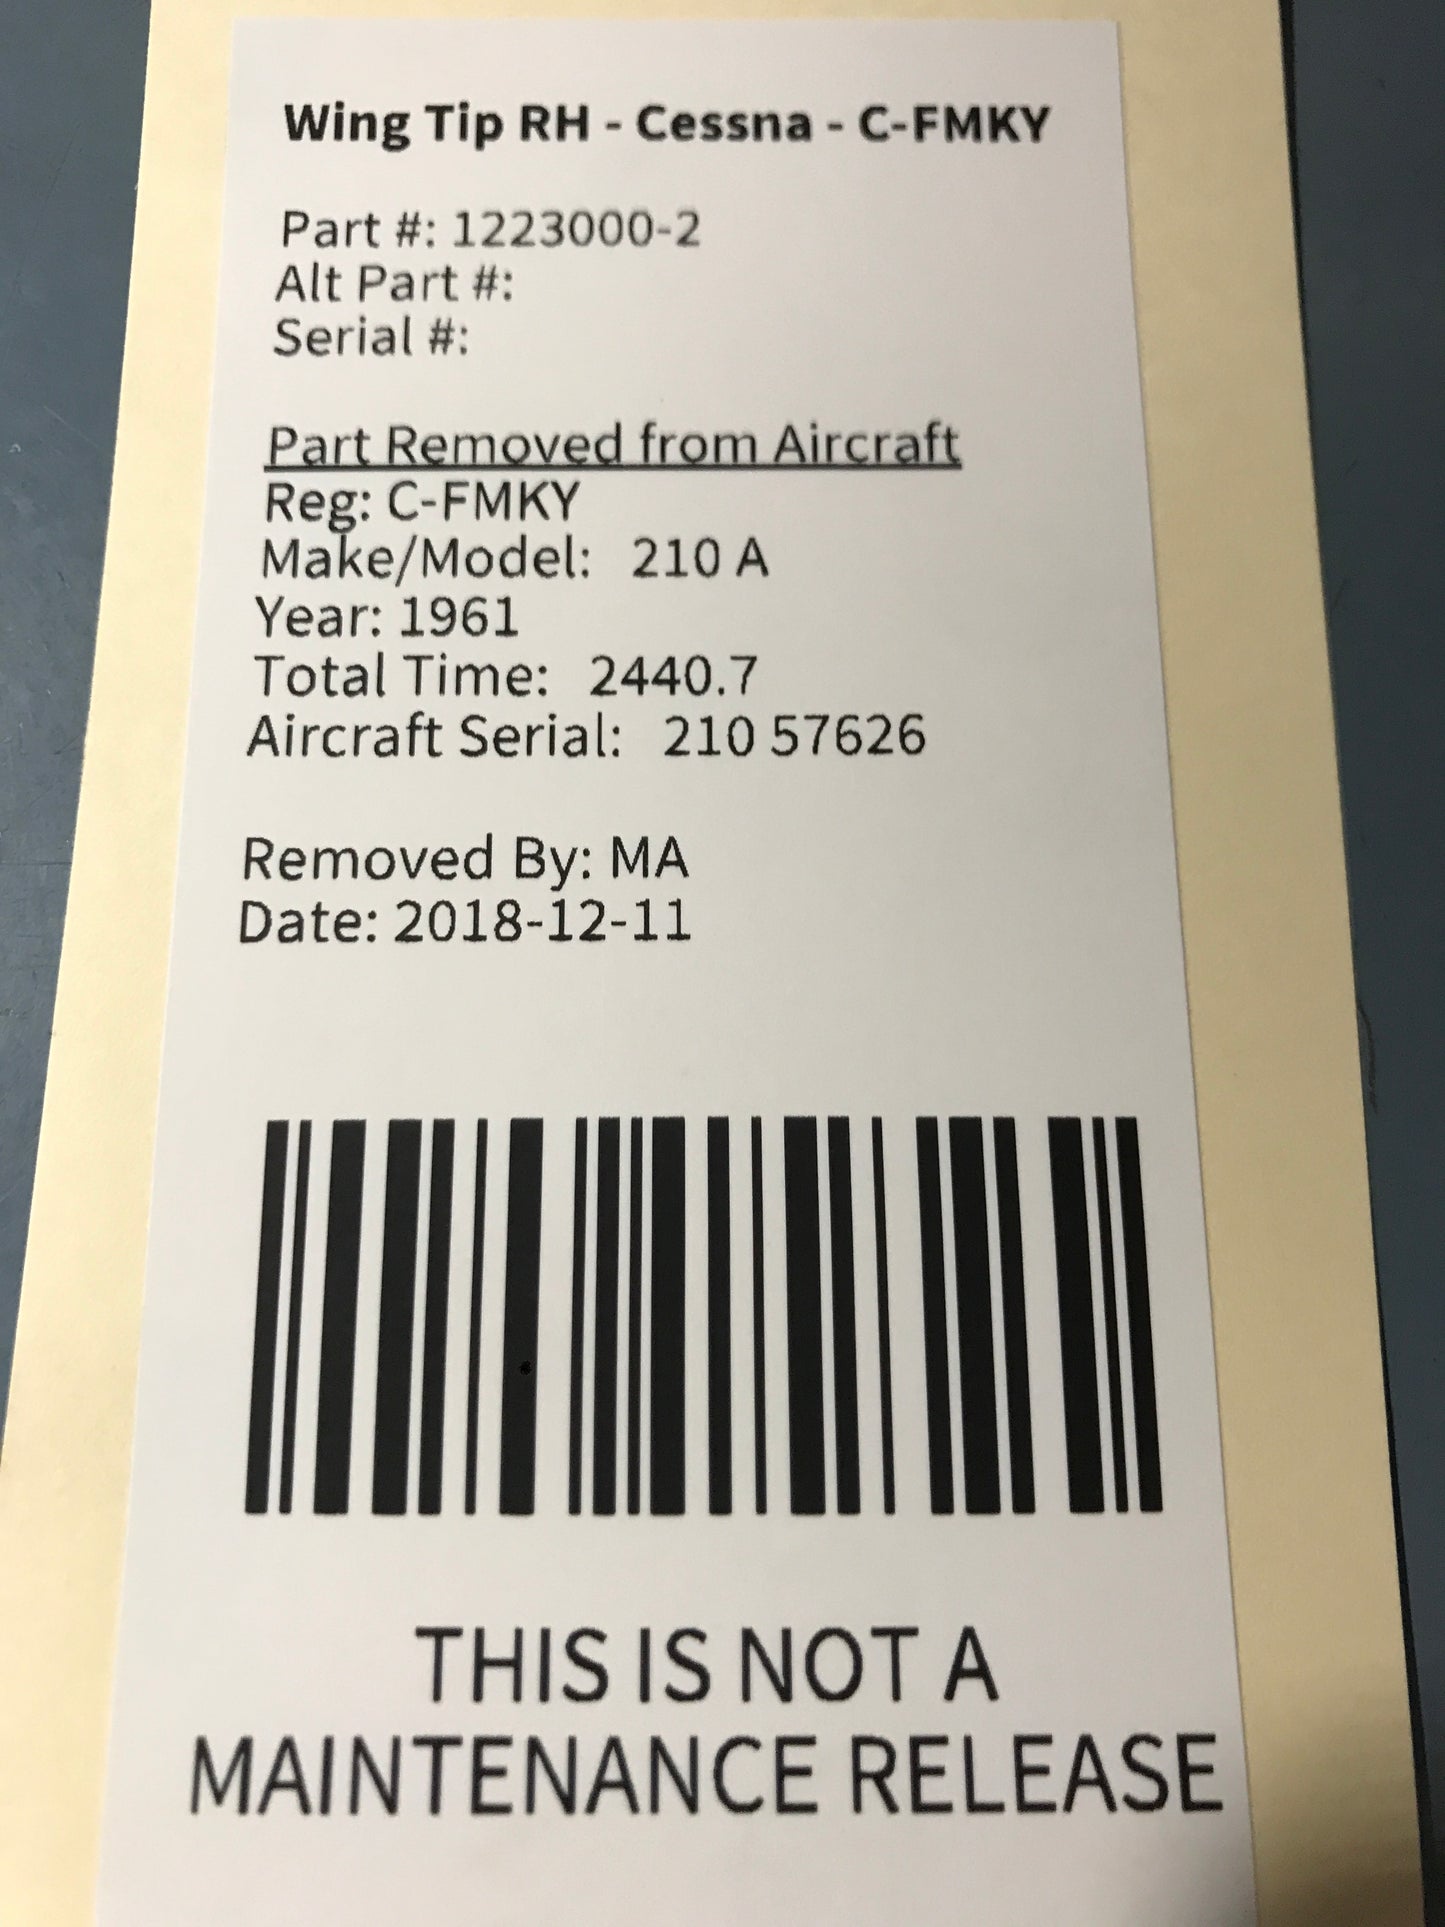 Wing Tip RH - Cessna - C-FMKY
Part #: 1223000-2
Alt Part #:
Serial #:
Part Removed from Aircraft
Reg: C-FMKY
Make/Model: 210 A
Year: 1961
Total Time: 2440.7
Aircraft Serial: 210 57626
Removed By: MA
Date: 2018-12-11
THIS IS NOT A
MAINTENANCE RELEASE